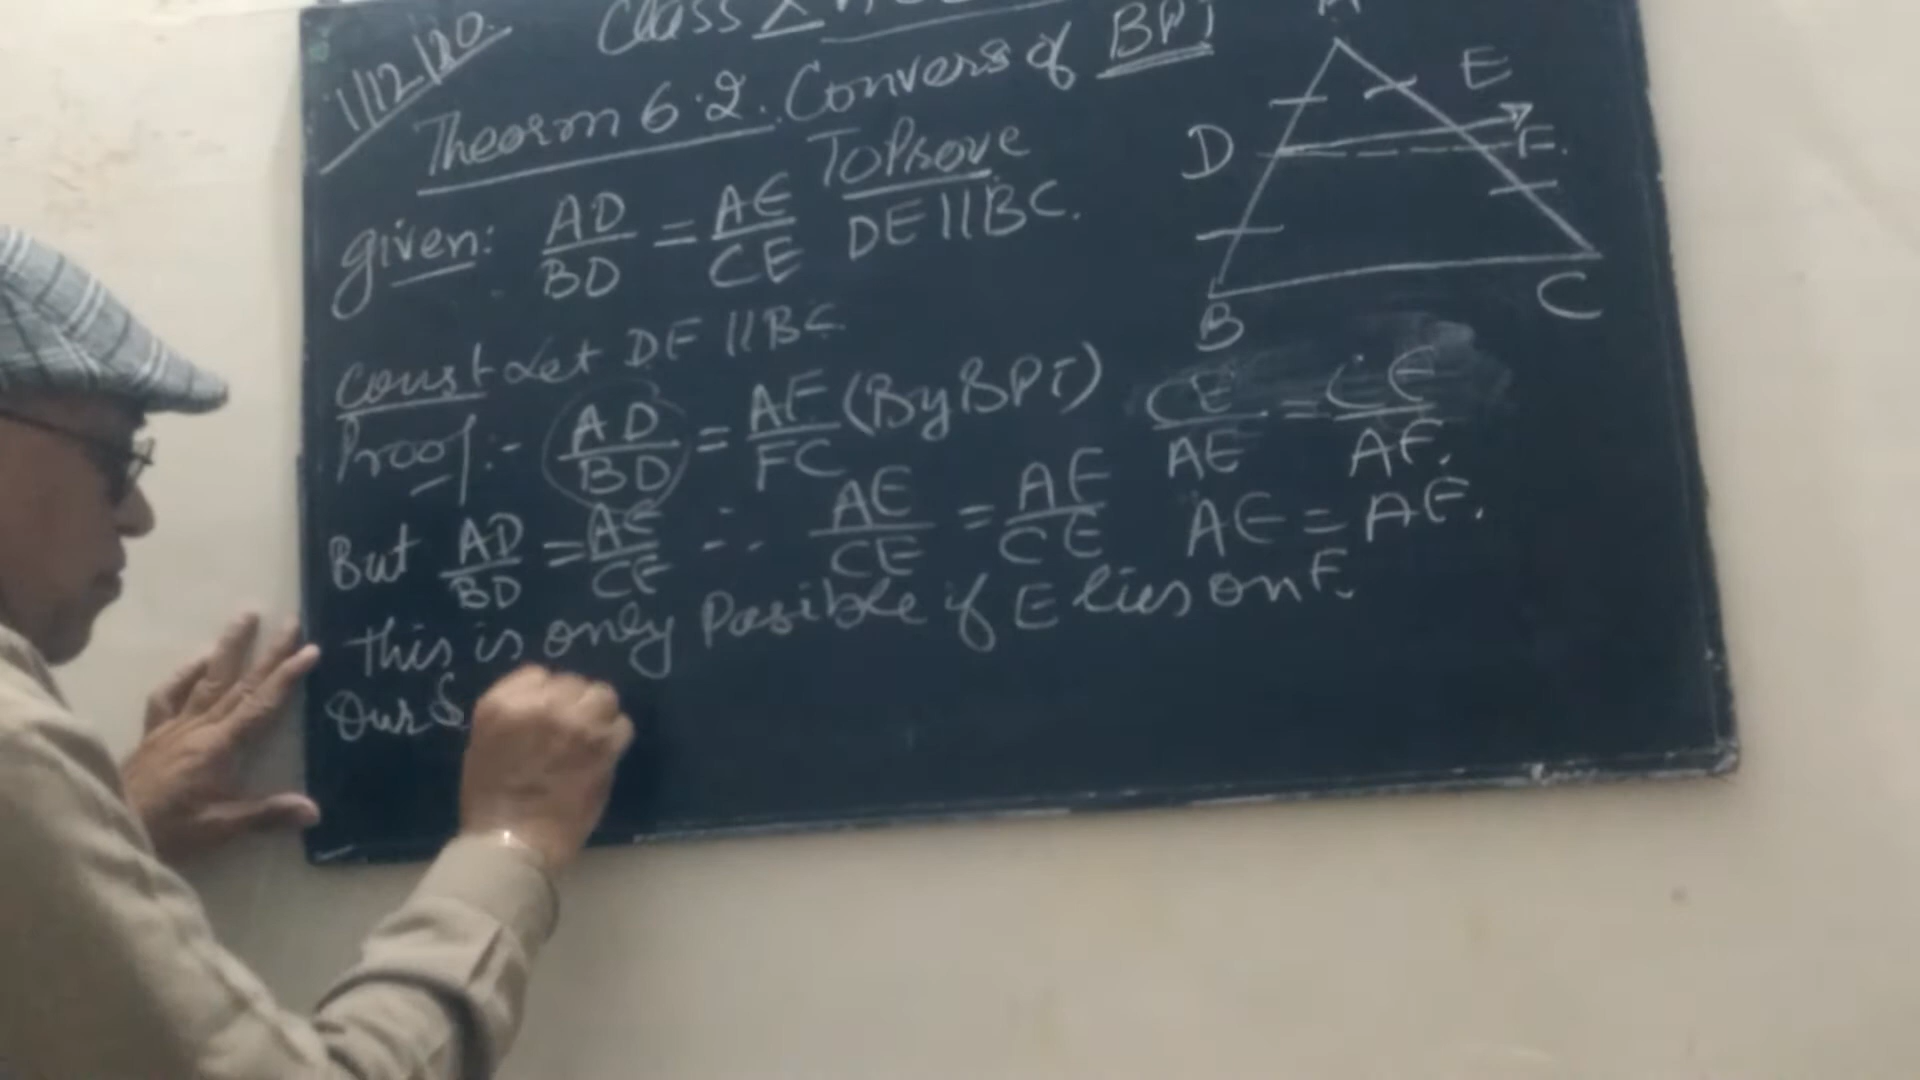 1/12/20.
Class X
Theorm 6.2. Convers of BPT
To Prove
given: AD/BD = AE/CE DE||BC.
Const Let DF ||BC
Proof:- AD/BD = AF/FC (By BPT) CE/AE = CE/AF.
But AD/BD = AE/CE ∴ AE/CE = AF/CE AE = AF.
This is only Pasible if E lies on F.
Our S
A
E
D
F.
B
C